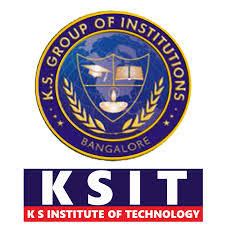 K.S. GROUP OF INSTITUTIONS
BANGALORE
KSIT
K S INSTITUTE OF TECHNOLOGY